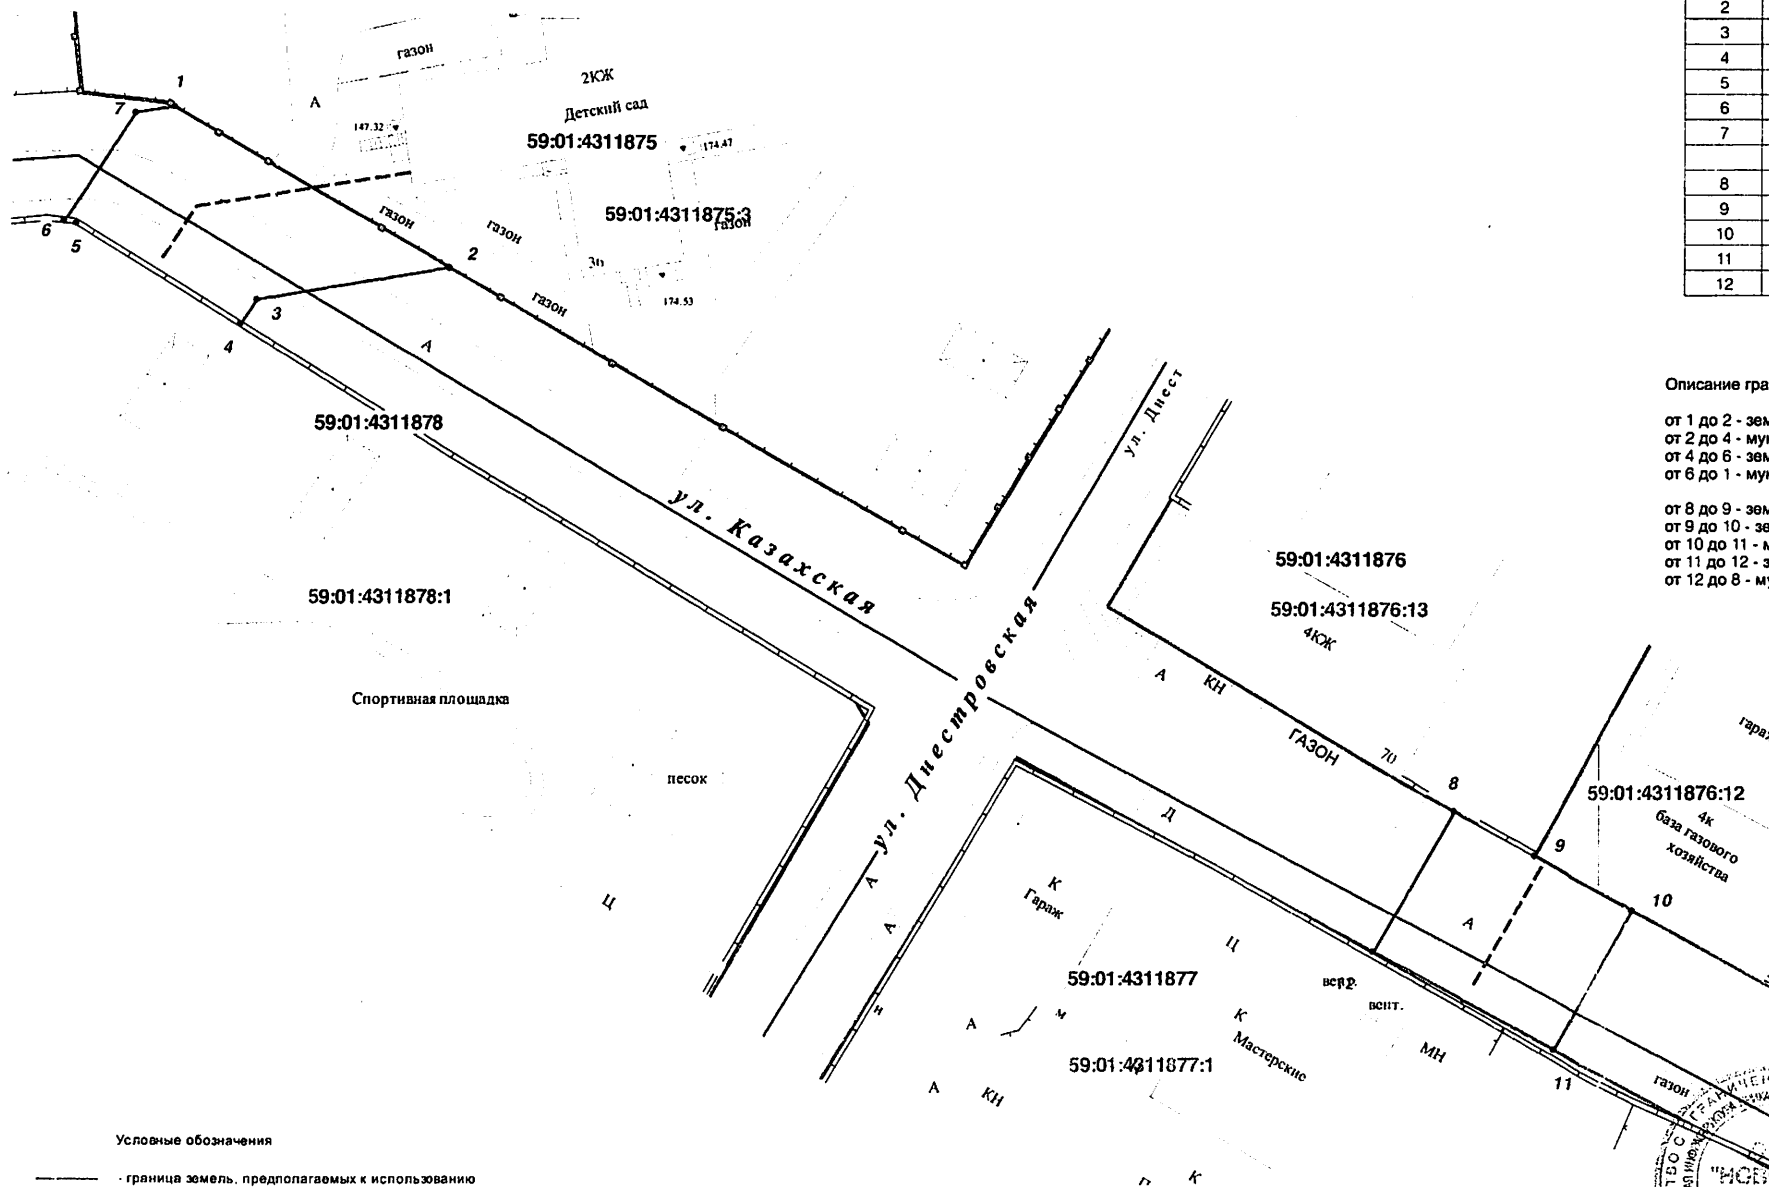 2
3
4
5
6
7
8
9
10
11
12
газон
2КЖ
А
Детский сад
147.32
59:01:4311875
174.47
1
7
59:01:4311875:3
газон
газон
газон
6
5
2
3п
174.53
газон
3
4
А
ул. Днест
59:01:4311878
Описание гра
от 1 до 2 - зем
от 2 до 4 - мун
от 4 до 6 - зем
от 6 до 1 - мун
от 8 до 9 - зем
от 9 до 10 - зе
от 10 до 11 - м
от 11 до 12 - з
от 12 до 8 - му
ул. Казахская
59:01:4311876
59:01:4311878:1
59:01:4311876:13
4КЖ
ул. Днестровская
А
КН
Спортивная площадка
ГАЗОН
70
гараж
песок
8
59:01:4311876:12
4к
база газового
хозяйства
Д
9
10
К
Гараж
Ц
А
А
А
Ц
59:01:4311877
вент.
н
А
м
К
Мастерские
МН
59:01:4311877:1
11
газон
А
КН
Условные обозначения
- граница земель, предполагаемых к использованию
К
"НОВ